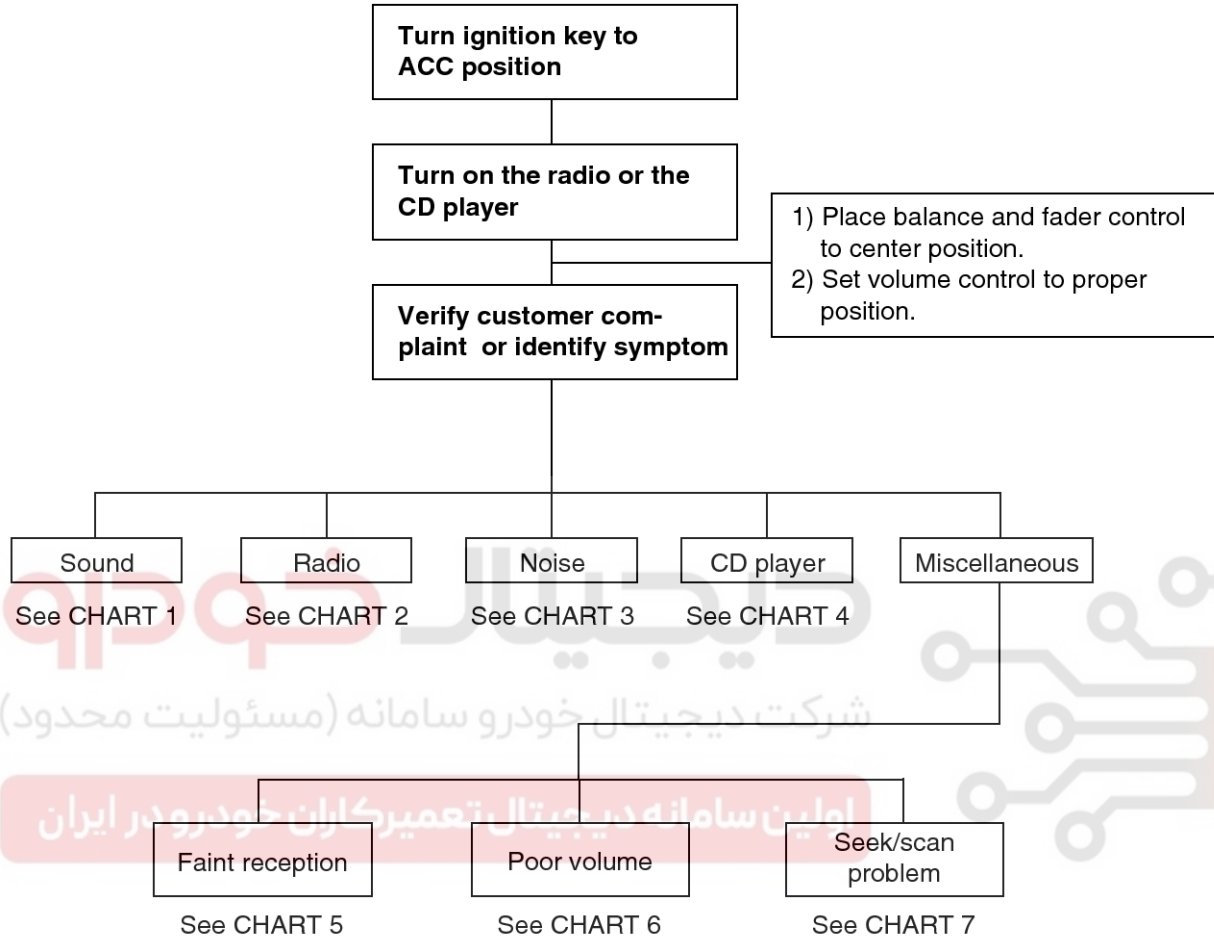 Turn ignition key to
ACC position
Turn on the radio or the
CD player
1) Place balance and fader control
to center position.
2) Set volume control to proper
position.
Verify customer com-
plaint or identify symptom
Sound
Radio
Noise
CD player
Miscellaneous
See CHART 1
See CHART 2
See CHART 3
See CHART 4
دیجیتال خودرو
شرکت دیجیتال خودرو سامانه (مسئولیت محدود)
اولین سامانه دیجیتال تعمیرکاران خودرو در ایران
Faint reception
Poor volume
Seek/scan
problem
See CHART 5
See CHART 6
See CHART 7